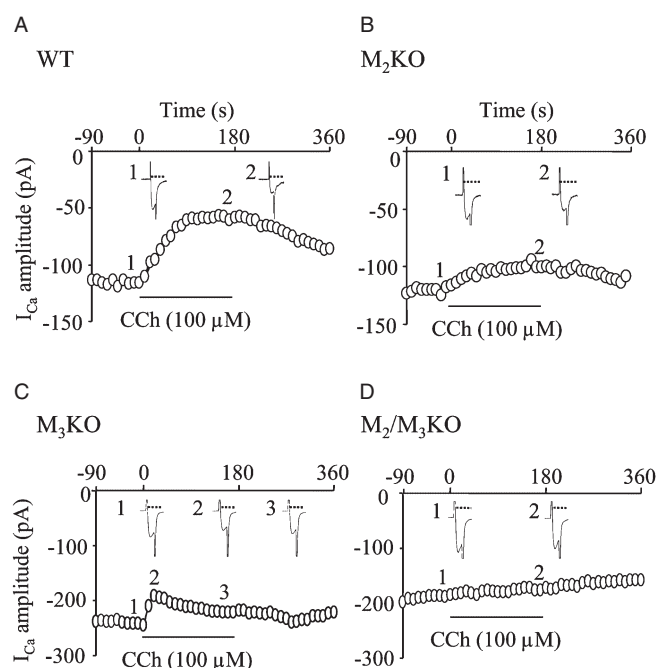 A
WT
Time (s)
-90 0 180 360
0
-50
-100
-150
I Ca amplitude (pA)
1 2
1 2
CCh (100 µM)
B
M2KO
Time (s)
-90 0 180 360
0
-50
-100
-150
1 2
1 2
CCh (100 µM)
C
M3KO
-90 0 180 360
0
-100
-200
-300
I Ca amplitude (pA)
1 2 3
1 2 3
CCh (100 µM)
D
M2/M3KO
-90 0 180 360
0
-100
-200
-300
1 2
1 2
CCh (100 µM)